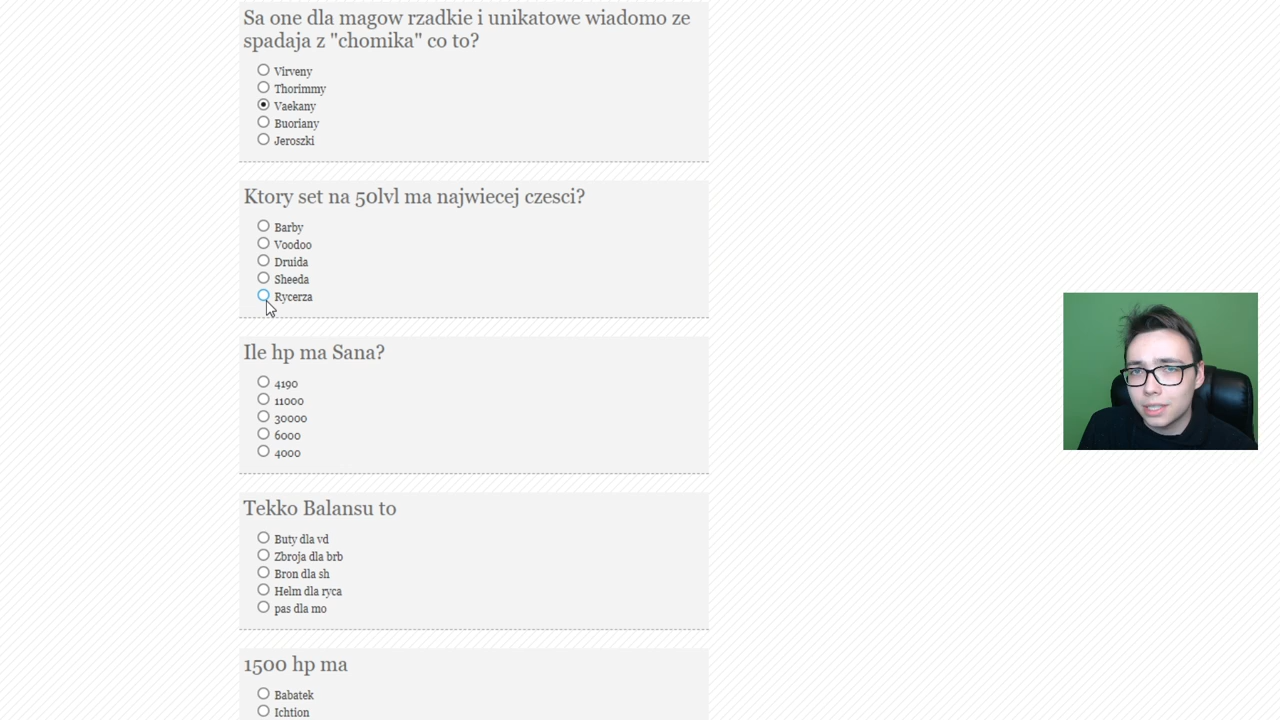 Sa one dla magow rzadkie i unikatowe wiadomo ze
spadaja z "chomika" co to?
Virveny
Thorimmy
Vaekany
Buoriany
Jeroszki
Ktory set na 50lvl ma najwiecej czesci?
Barby
Voodoo
Druida
Sheeda
Rycerza
Ile hp ma Sana?
4190
11000
30000
6000
4000
Tekko Balansu to
Buty dla vd
Zbroja dla brb
Bron dla sh
Helm dla ryca
pas dla mo
1500 hp ma
Babatek
Ichtion